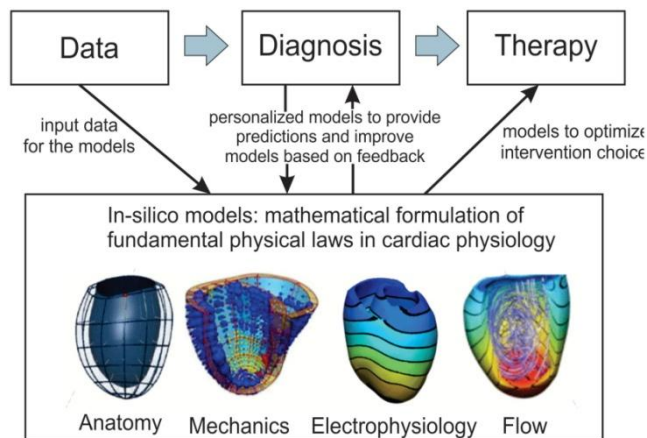 Data
Diagnosis
Therapy
input data
for the models
personalized models to provide
predictions and improve
models based on feedback
models to optimize
intervention choice
In-silico models: mathematical formulation of
fundamental physical laws in cardiac physiology
Anatomy
Mechanics
Electrophysiology
Flow